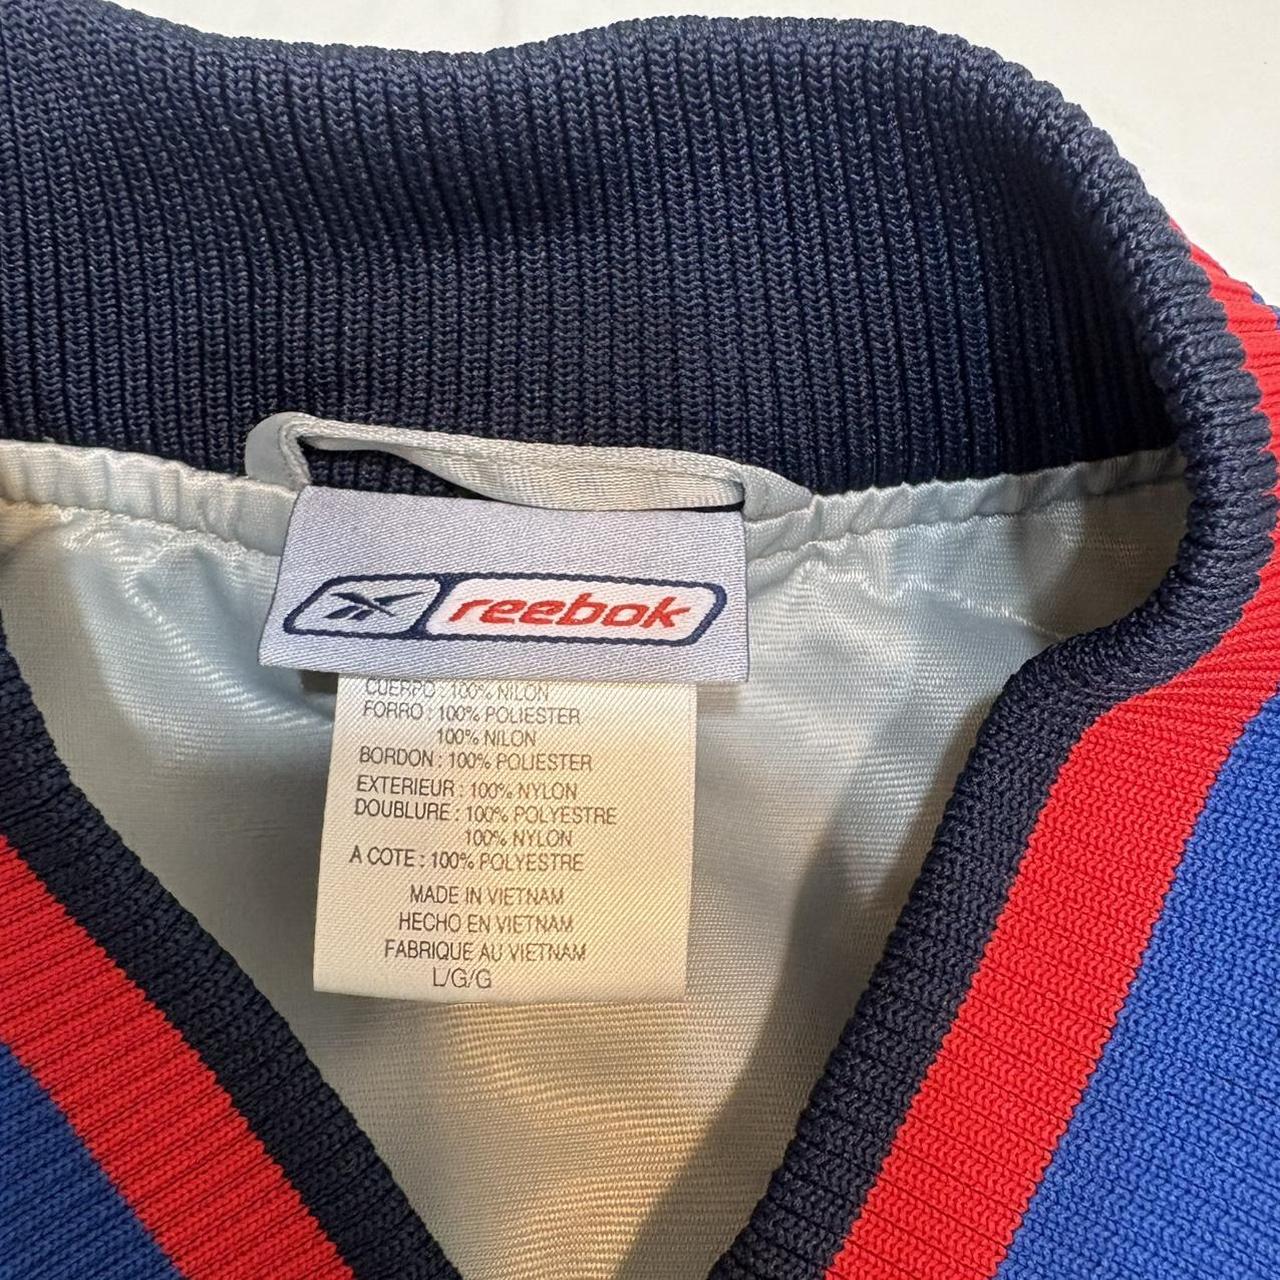 reebok
CUERPO : 100% NILON
FORRO : 100% POLIESTER
100% NILON
BORDON : 100% POLIESTER
EXTERIEUR : 100% NYLON
DOUBLURE : 100% POLYESTRE
100% NYLON
A COTE : 100% POLYESTRE
MADE IN VIETNAM
HECHO EN VIETNAM
FABRIQUE AU VIETNAM
L/G/G